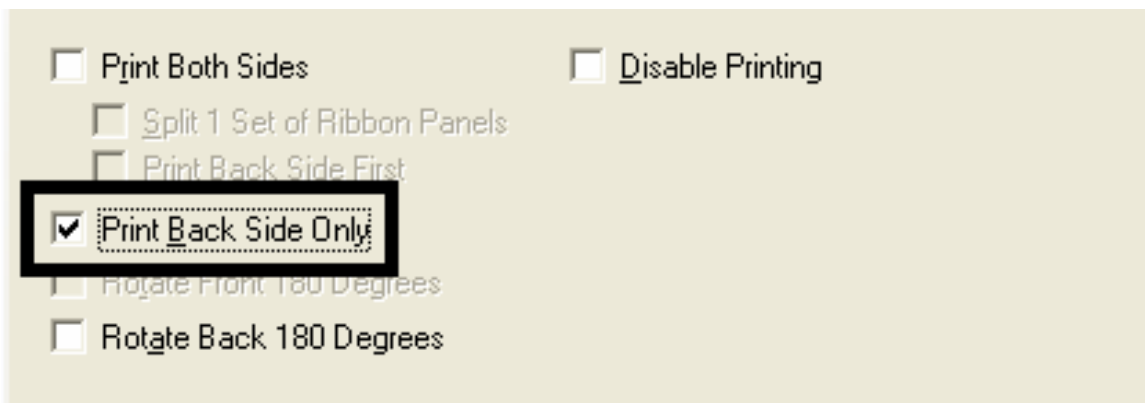 Print Both Sides
Disable Printing
Split 1 Set of Ribbon Panels
Print Back Side First
Print Back Side Only
Rotate Front 180 Degrees
Rotate Back 180 Degrees